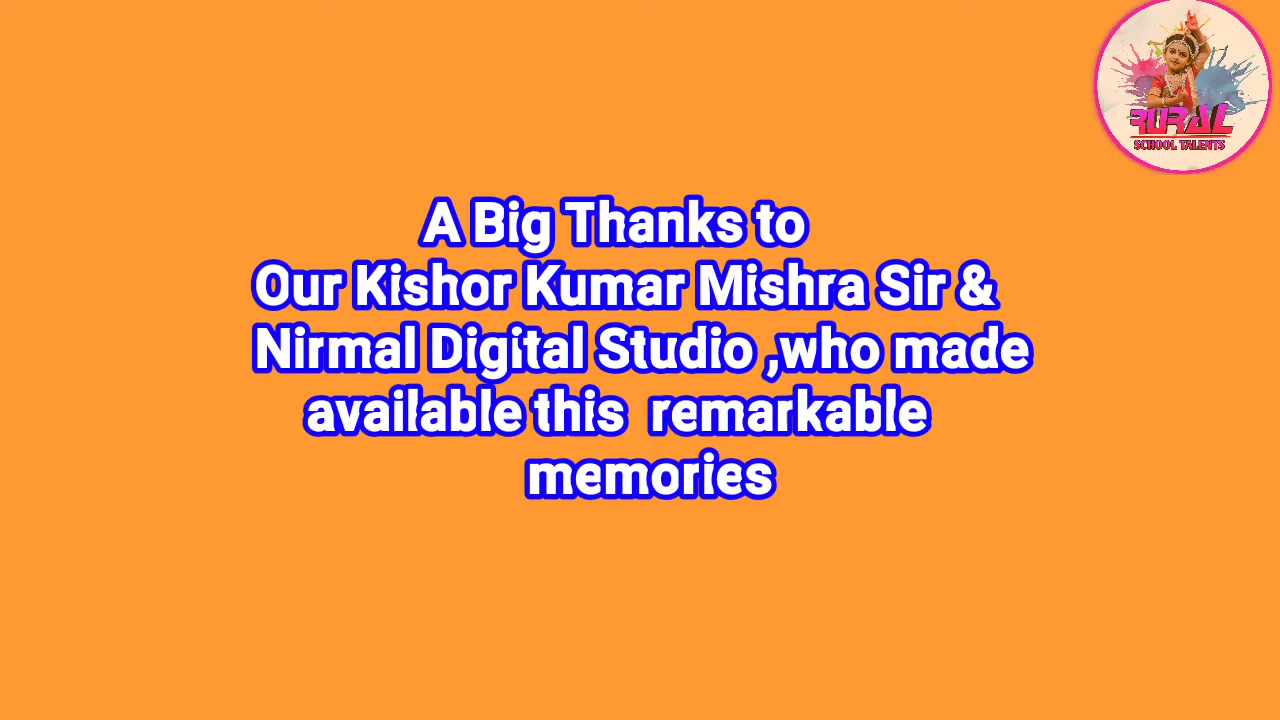 RURAL
SCHOOL TALENTS
A Big Thanks to
Our Kishor Kumar Mishra Sir &
Nirmal Digital Studio ,who made
available this  remarkable
memories